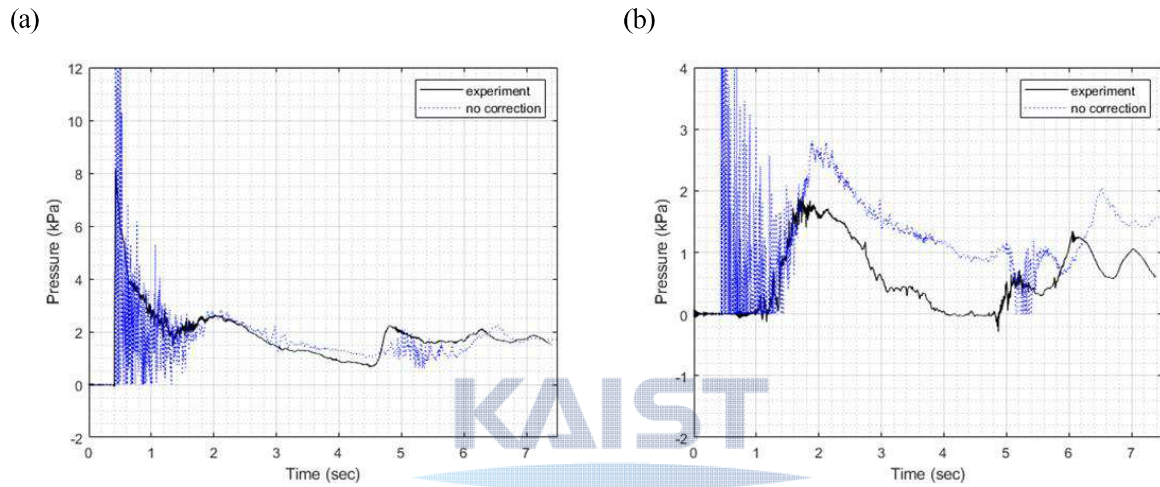 (a)
(b)
12
10
8
6
4
2
0
-2
0 1 2 3 4 5 6 7
Pressure (kPa)
Time (sec)
experiment
no correction
4
3
2
1
0
-1
-2
0 1 2 3 4 5 6 7
Pressure (kPa)
Time (sec)
experiment
no correction
KAIST